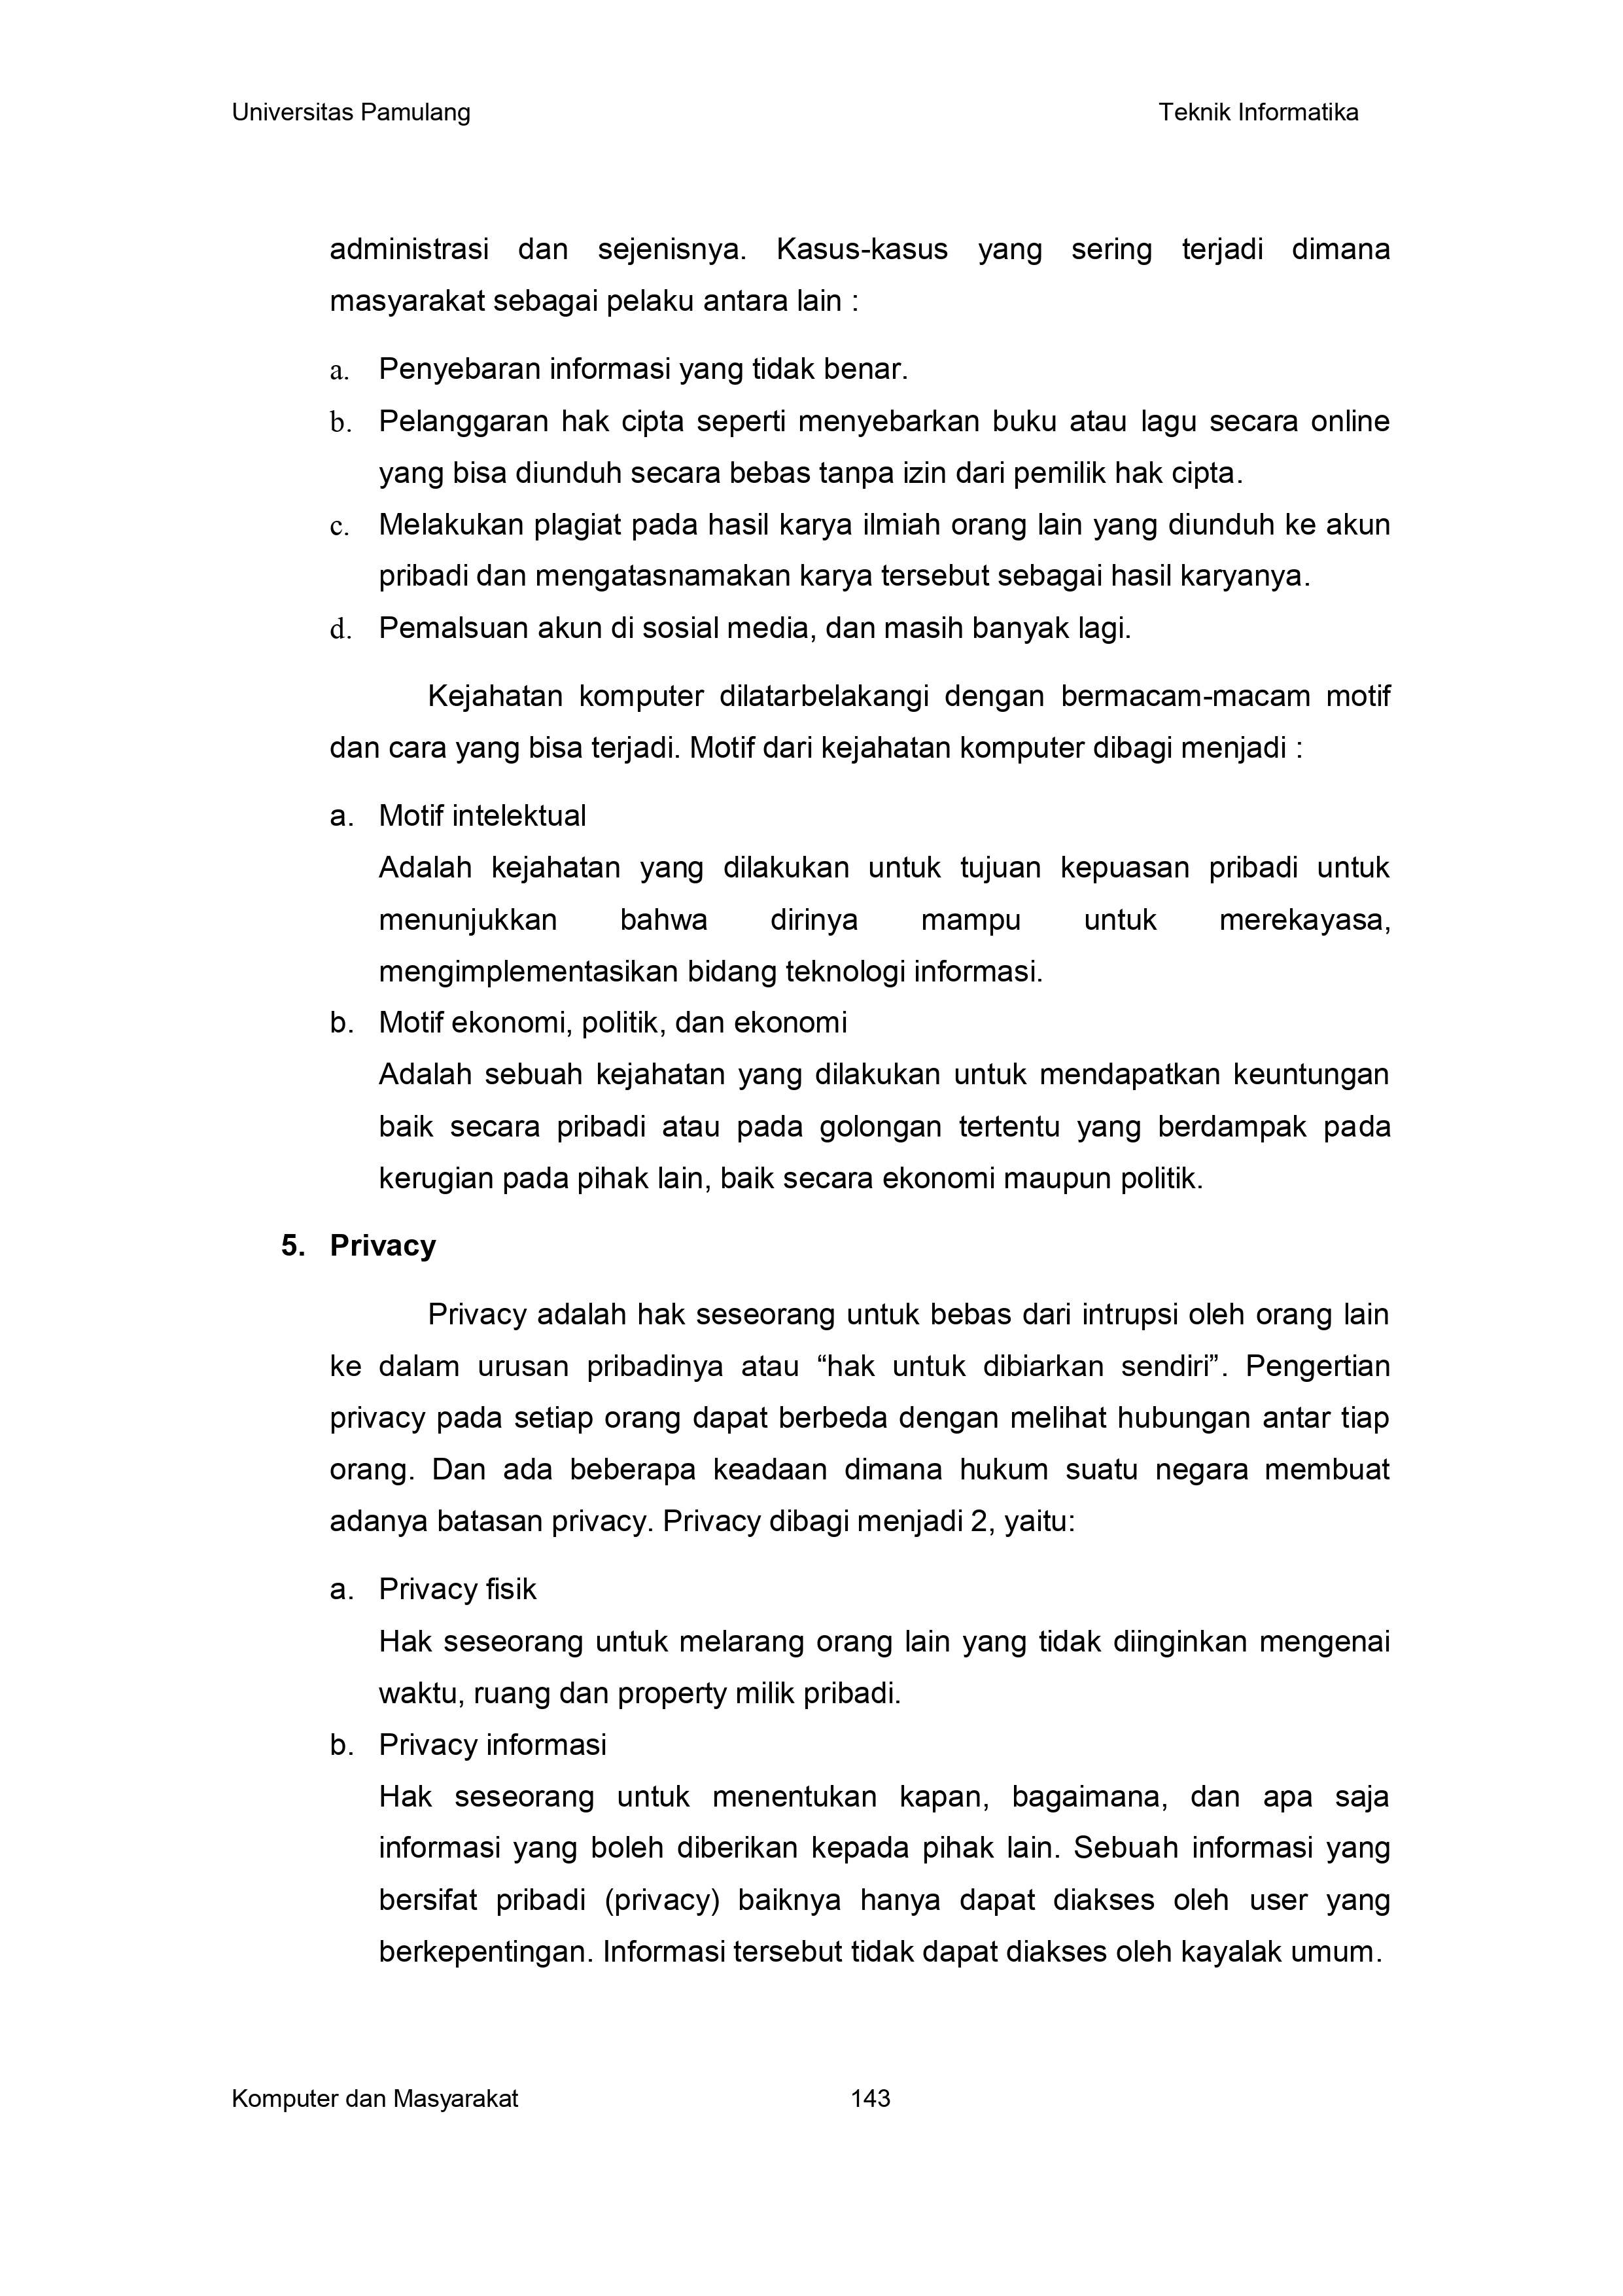 Universitas Pamulang Teknik Informatika
administrasi dan sejenisnya. Kasus-kasus yang sering terjadi dimana
masyarakat sebagai pelaku antara lain :
a. Penyebaran informasi yang tidak benar.
b. Pelanggaran hak cipta seperti menyebarkan buku atau lagu secara online
yang bisa diunduh secara bebas tanpa izin dari pemilik hak cipta.
c. Melakukan plagiat pada hasil karya ilmiah orang lain yang diunduh ke akun
pribadi dan mengatasnamakan karya tersebut sebagai hasil karyanya.
d. Pemalsuan akun di sosial media, dan masih banyak lagi.
Kejahatan komputer dilatarbelakangi dengan bermacam-macam motif
dan cara yang bisa terjadi. Motif dari kejahatan komputer dibagi menjadi :
a. Motif intelektual
Adalah kejahatan yang dilakukan untuk tujuan kepuasan pribadi untuk
menunjukkan bahwa dirinya mampu untuk merekayasa,
mengimplementasikan bidang teknologi informasi.
b. Motif ekonomi, politik, dan ekonomi
Adalah sebuah kejahatan yang dilakukan untuk mendapatkan keuntungan
baik secara pribadi atau pada golongan tertentu yang berdampak pada
kerugian pada pihak lain, baik secara ekonomi maupun politik.
5. Privacy
Privacy adalah hak seseorang untuk bebas dari intrupsi oleh orang lain
ke dalam urusan pribadinya atau “hak untuk dibiarkan sendiri”. Pengertian
privacy pada setiap orang dapat berbeda dengan melihat hubungan antar tiap
orang. Dan ada beberapa keadaan dimana hukum suatu negara membuat
adanya batasan privacy. Privacy dibagi menjadi 2, yaitu:
a. Privacy fisik
Hak seseorang untuk melarang orang lain yang tidak diinginkan mengenai
waktu, ruang dan property milik pribadi.
b. Privacy informasi
Hak seseorang untuk menentukan kapan, bagaimana, dan apa saja
informasi yang boleh diberikan kepada pihak lain. Sebuah informasi yang
bersifat pribadi (privacy) baiknya hanya dapat diakses oleh user yang
berkepentingan. Informasi tersebut tidak dapat diakses oleh kayalak umum.
Komputer dan Masyarakat 143